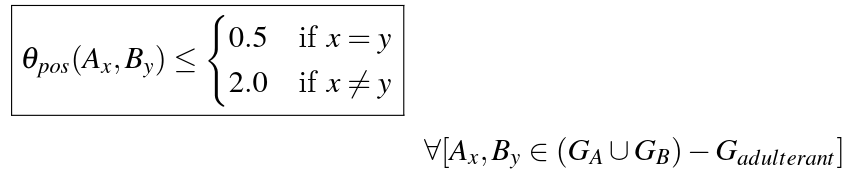 θ_pos(A_x, B_y) ≤ { 0.5 if x = y
2.0 if x ≠ y
∀[A_x, B_y ∈ (G_A ∪ G_B) − G_adulterant]